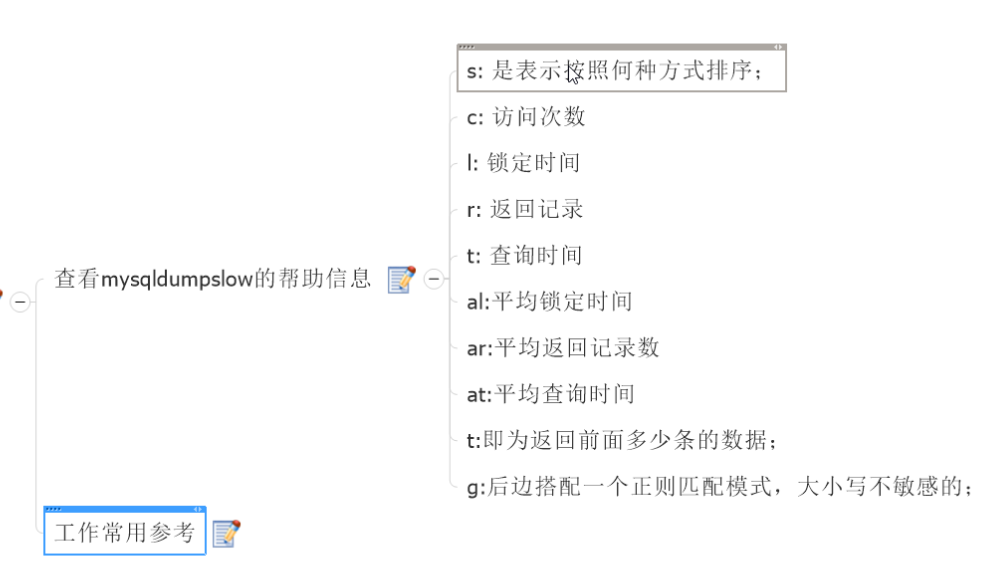 s: 是表示按照何种方式排序;
c: 访问次数
l: 锁定时间
r: 返回记录
t: 查询时间
查看mysqldumpslow的帮助信息
al:平均锁定时间
ar:平均返回记录数
at:平均查询时间
t:即为返回前面多少条的数据;
g:后边搭配一个正则匹配模式，大小写不敏感的;
工作常用参考